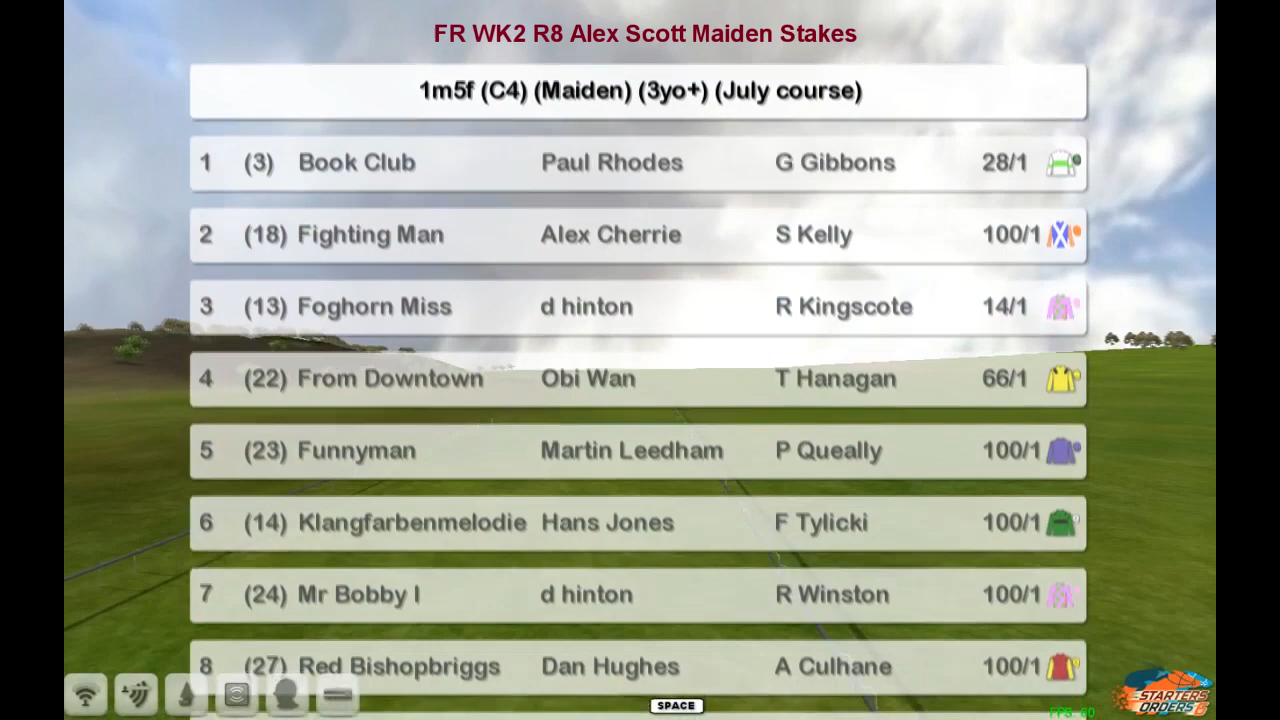 FR WK2 R8 Alex Scott Maiden Stakes
1m5f (C4) (Maiden) (3yo+) (July course)
1 (3) Book Club Paul Rhodes G Gibbons 28/1
2 (18) Fighting Man Alex Cherrie S Kelly 100/1
3 (13) Foghorn Miss d hinton R Kingscote 14/1
4 (22) From Downtown Obi Wan T Hanagan 66/1
5 (23) Funnyman Martin Leedham P Queally 100/1
6 (14) Klangfarbenmelodie Hans Jones F Tylicki 100/1
7 (24) Mr Bobby I d hinton R Winston 100/1
8 (27) Red Bishopbriggs Dan Hughes A Culhane 100/1
SPACE
STARTERS
ORDERS 6
FPS 60